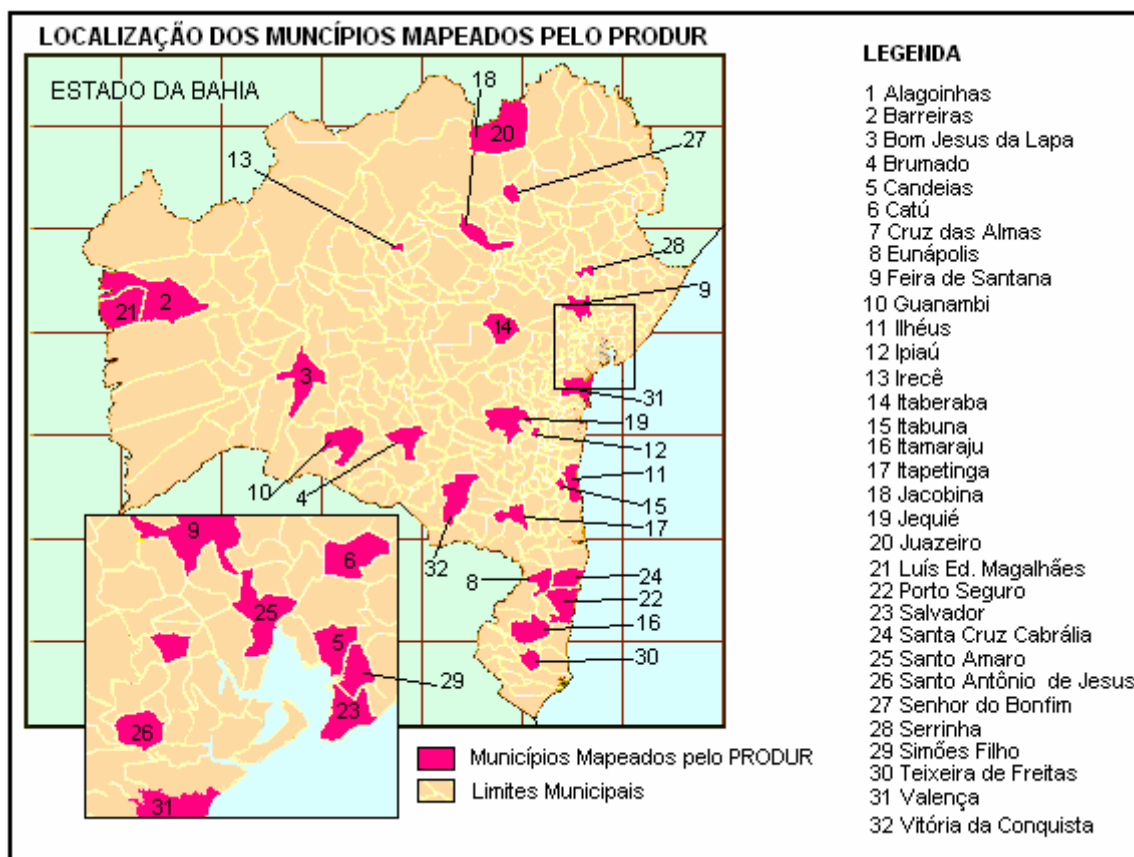 LOCALIZAÇÃO DOS MUNCÍPIOS MAPEADOS PELO PRODUR
ESTADO DA BAHIA
18
20
27
13
28
9
2
21
14
3
31
19
12
10
4
11
15
17
32
8
24
22
16
30
9
6
25
5
29
23
26
31
Municípios Mapeados pelo PRODUR
Limites Municipais
LEGENDA
1 Alagoinhas
2 Barreiras
3 Bom Jesus da Lapa
4 Brumado
5 Candeias
6 Catú
7 Cruz das Almas
8 Eunápolis
9 Feira de Santana
10 Guanambi
11 Ilhéus
12 Ipiaú
13 Irecê
14 Itaberaba
15 Itabuna
16 Itamaraju
17 Itapetinga
18 Jacobina
19 Jequié
20 Juazeiro
21 Luís Ed. Magalhães
22 Porto Seguro
23 Salvador
24 Santa Cruz Cabrália
25 Santo Amaro
26 Santo Antônio de Jesus
27 Senhor do Bonfim
28 Serrinha
29 Simões Filho
30 Teixeira de Freitas
31 Valença
32 Vitória da Conquista